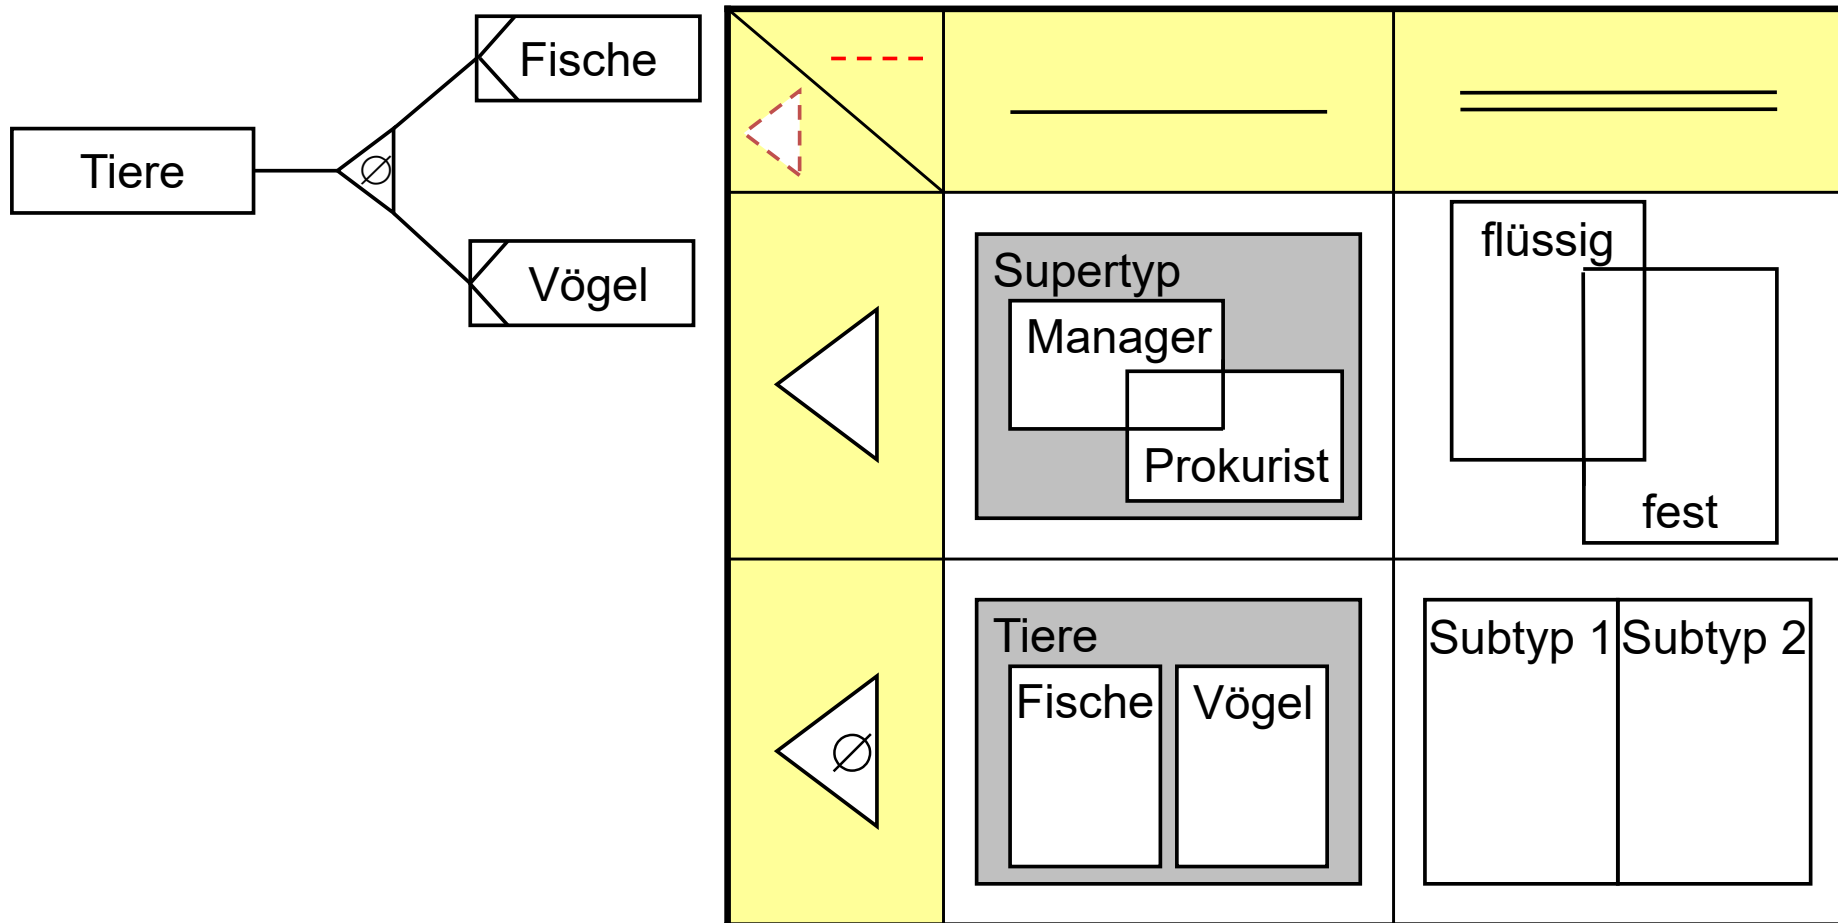 Fische
Tiere
∅
Vögel
Supertyp
Manager
Prokurist
flüssig
fest
∅
Tiere
Fische
Vögel
Subtyp 1
Subtyp 2